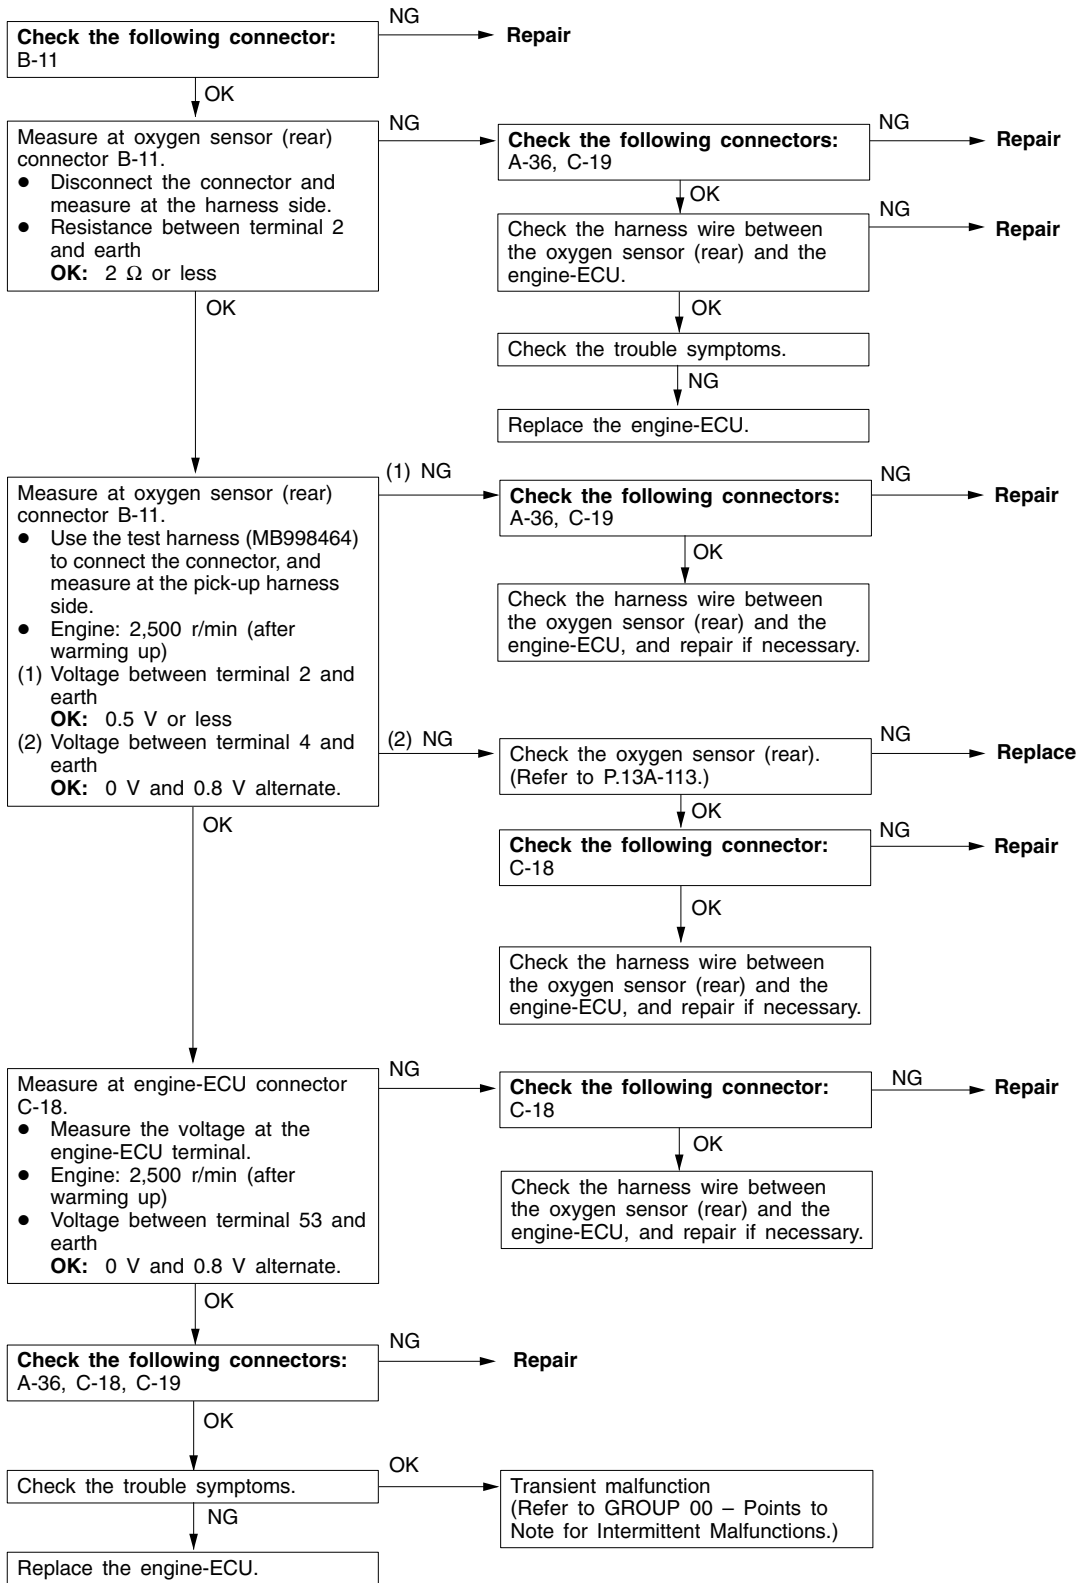 Check the following connector:
B-11
NG
Repair
OK
Measure at oxygen sensor (rear)
connector B-11.
● Disconnect the connector and
measure at the harness side.
● Resistance between terminal 2
and earth
OK: 2 Ω or less
NG
Check the following connectors:
A-36, C-19
NG
Repair
OK
Check the harness wire between
the oxygen sensor (rear) and the
engine-ECU.
NG
Repair
OK
Check the trouble symptoms.
NG
Replace the engine-ECU.
OK
Measure at oxygen sensor (rear)
connector B-11.
● Use the test harness (MB998464)
to connect the connector, and
measure at the pick-up harness
side.
● Engine: 2,500 r/min (after
warming up)
(1) Voltage between terminal 2 and
earth
OK: 0.5 V or less
(2) Voltage between terminal 4 and
earth
OK: 0 V and 0.8 V alternate.
(1) NG
Check the following connectors:
A-36, C-19
NG
Repair
OK
Check the harness wire between
the oxygen sensor (rear) and the
engine-ECU, and repair if necessary.
(2) NG
Check the oxygen sensor (rear).
(Refer to P.13A-113.)
NG
Replace
OK
Check the following connector:
C-18
NG
Repair
OK
Check the harness wire between
the oxygen sensor (rear) and the
engine-ECU, and repair if necessary.
OK
Measure at engine-ECU connector
C-18.
● Measure the voltage at the
engine-ECU terminal.
● Engine: 2,500 r/min (after
warming up)
● Voltage between terminal 53 and
earth
OK: 0 V and 0.8 V alternate.
NG
Check the following connector:
C-18
NG
Repair
OK
Check the harness wire between
the oxygen sensor (rear) and the
engine-ECU, and repair if necessary.
OK
Check the following connectors:
A-36, C-18, C-19
NG
Repair
OK
Check the trouble symptoms.
OK
Transient malfunction
(Refer to GROUP 00 – Points to
Note for Intermittent Malfunctions.)
NG
Replace the engine-ECU.